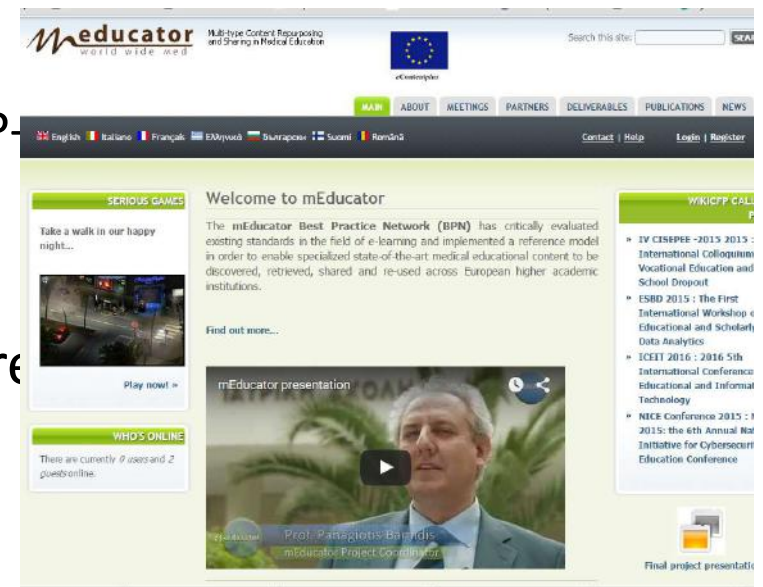 meducator
world wide med
Multi-type Content Repurposing
and Sharing in Medical Education
eContentplus
Search this site:
MAIN ABOUT MEETINGS PARTNERS DELIVERABLES PUBLICATIONS NEWS
English Italiano Français Ελληνικά Български Suomi Română
Contact | Help Login | Register
SERIOUS GAMES
Take a walk in our happy
night...
Play now! »
WHO'S ONLINE
There are currently 0 users and 2
guests online.
Welcome to mEducator
The mEducator Best Practice Network (BPN) has critically evaluated
existing standards in the field of e-learning and implemented a reference model
in order to enable specialized state-of-the-art medical educational content to be
discovered, retrieved, shared and re-used across European higher academic
institutions.
Find out more...
mEducator presentation
Prof. Panagiotis Bamidis
mEducator Project Coordinator
WIKICFP
» IV CISEPEE -2015 2015 :
International Colloquium
Vocational Education and
School Dropout
» ESBD 2015 : The First
International Workshop
Educational and Scholarly
Data Analytics
» ICEIT 2016 : 2016 5th
International Conference
Educational and
Technology
» NICE Conference 2015 :
2015: the 6th Annual
Initiative for
Education Conference
Final project